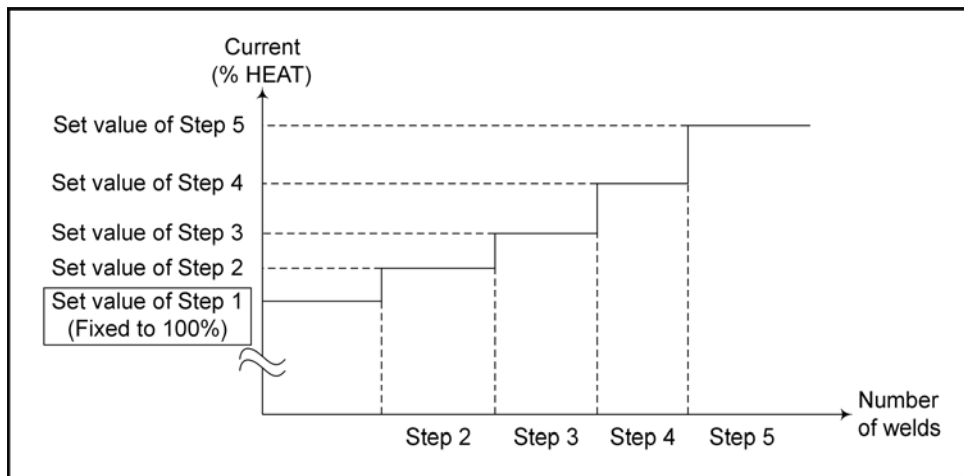 Current
(% HEAT)
Set value of Step 5
Set value of Step 4
Set value of Step 3
Set value of Step 2
Set value of Step 1
(Fixed to 100%)
Number
of welds
Step 2
Step 3
Step 4
Step 5